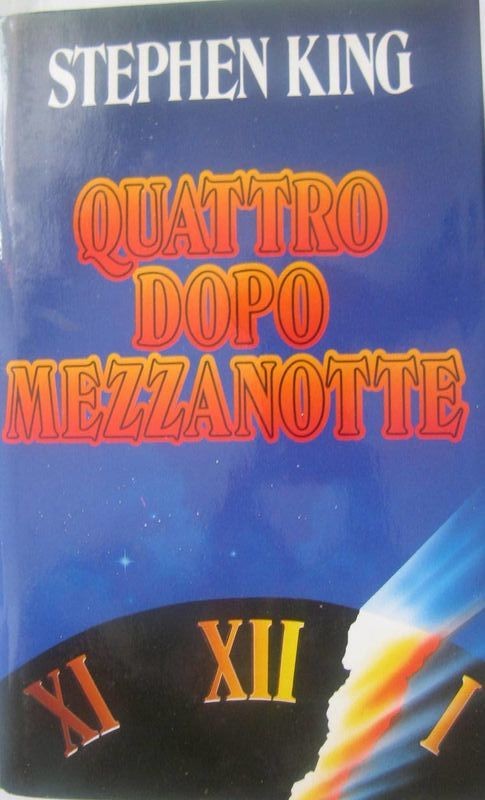 STEPHEN KING
QUATTRO
DOPO
MEZZANOTTE
XI XII I